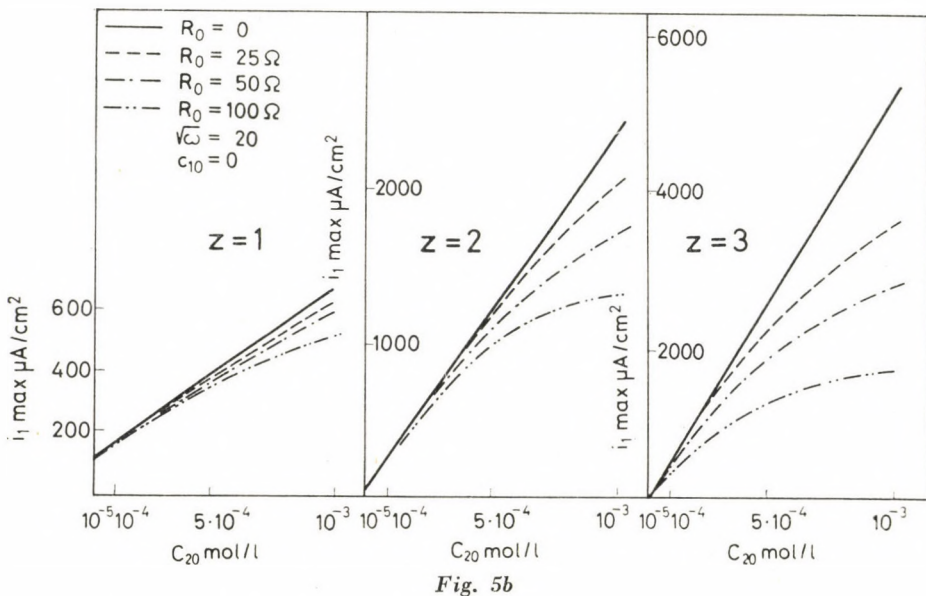 R₀ = 0
R₀ = 25 Ω
R₀ = 50 Ω
R₀ = 100 Ω
√ω = 20
c₁₀ = 0
z = 1
i₁ max μA/cm²
600
400
200
10⁻⁵ 10⁻⁴ 5·10⁻⁴ 10⁻³
C₂₀ mol/l
z = 2
i₁ max μA/cm²
2000
1000
10⁻⁵ 10⁻⁴ 5·10⁻⁴ 10⁻³
C₂₀ mol/l
z = 3
i₁ max μA/cm²
6000
4000
2000
10⁻⁵ 10⁻⁴ 5·10⁻⁴ 10⁻³
C₂₀ mol/l
Fig. 5b